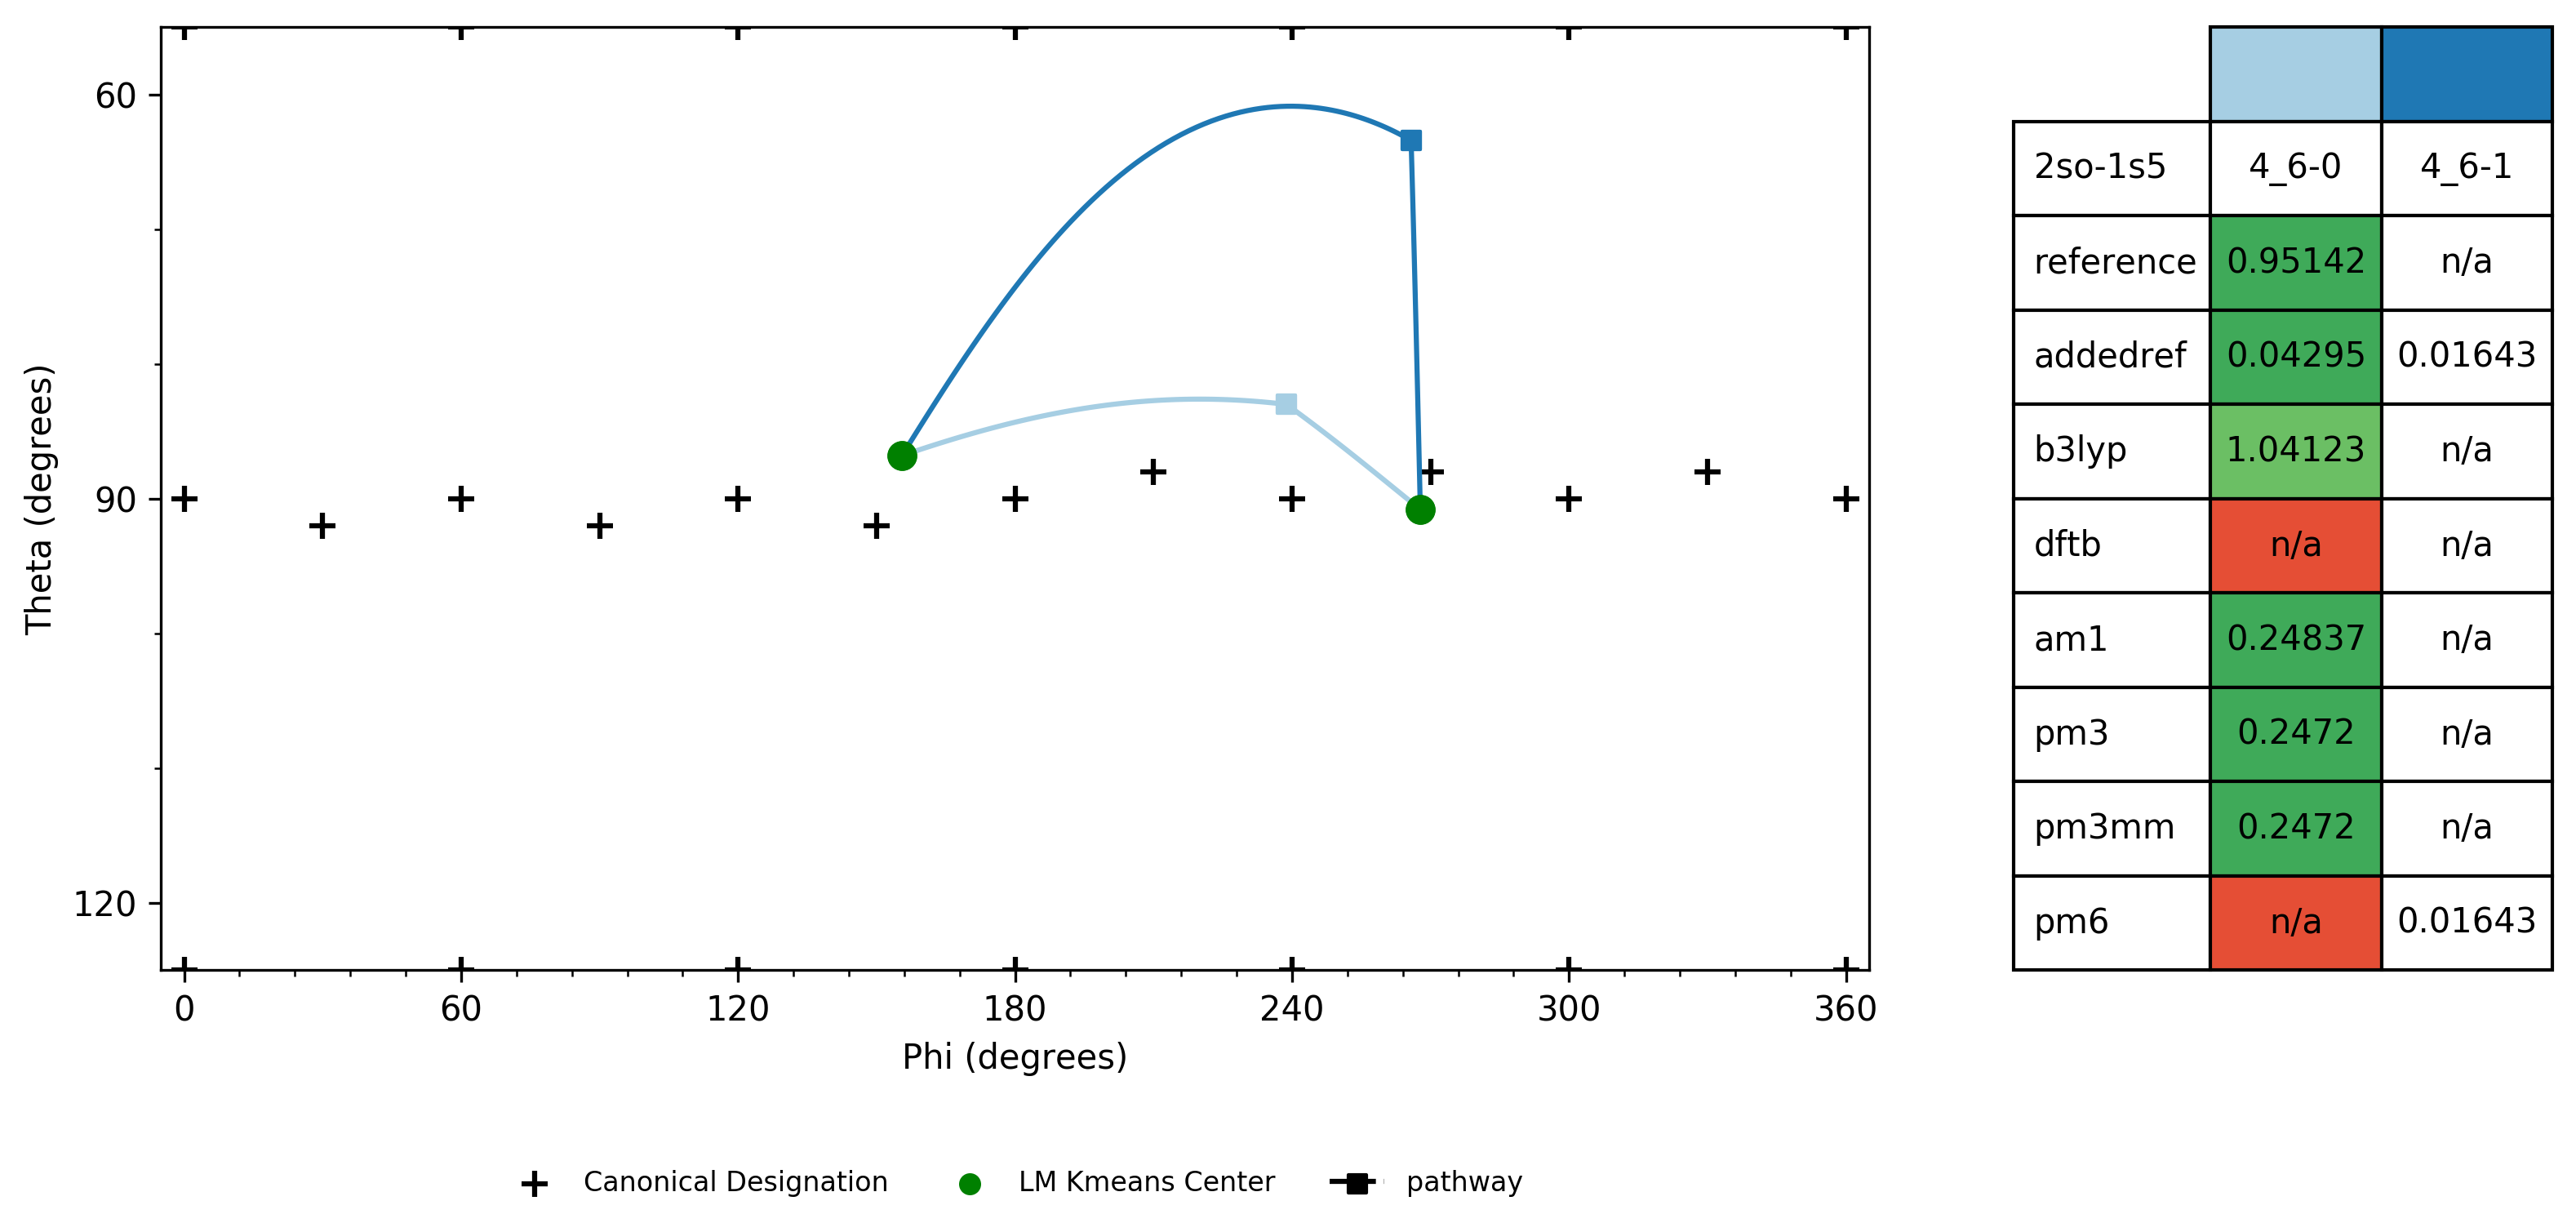 60
90
120
Theta (degrees)
0 60 120 180 240 300 360
Phi (degrees)
Canonical Designation LM Kmeans Center pathway
2so-1s5 4_6-0 4_6-1
reference 0.95142 n/a
addedref 0.04295 0.01643
b3lyp 1.04123 n/a
dftb n/a n/a
am1 0.24837 n/a
pm3 0.2472 n/a
pm3mm 0.2472 n/a
pm6 n/a 0.01643